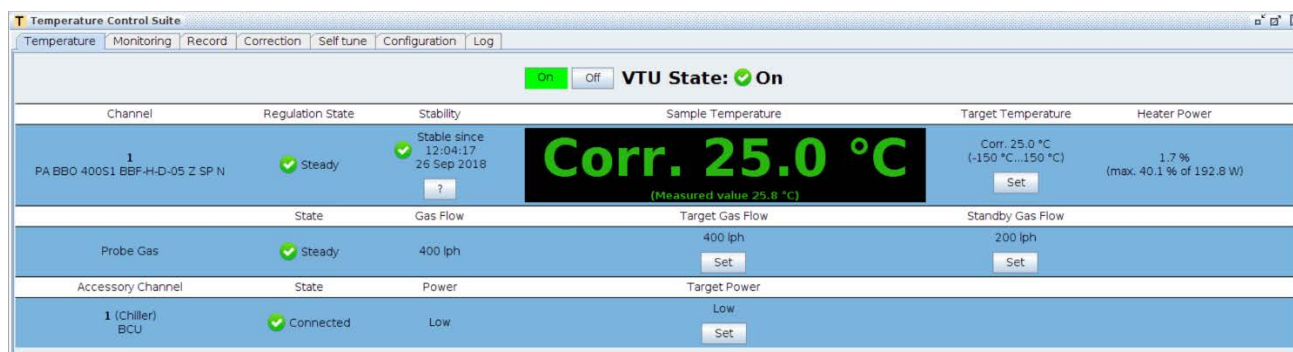 T Temperature Control Suite
Temperature Monitoring Record Correction Self tune Configuration Log
On Off VTU State: On
Channel Regulation State Stability Sample Temperature Target Temperature Heater Power
1
PA BBO 400S1 BBF-H-D-05 Z SP N
Steady
Stable since
12:04:17
26 Sep 2018
?
Corr. 25.0 °C
(Measured value 25.8 °C)
Corr. 25.0 °C
(-150 °C...150 °C)
Set
1.7 %
(max. 40.1 % of 192.8 W)
State Gas Flow Target Gas Flow Standby Gas Flow
Probe Gas Steady 400 lph
400 lph
Set
200 lph
Set
Accessory Channel State Power Target Power
1 (Chiller)
BCU
Connected
Low
Low
Set